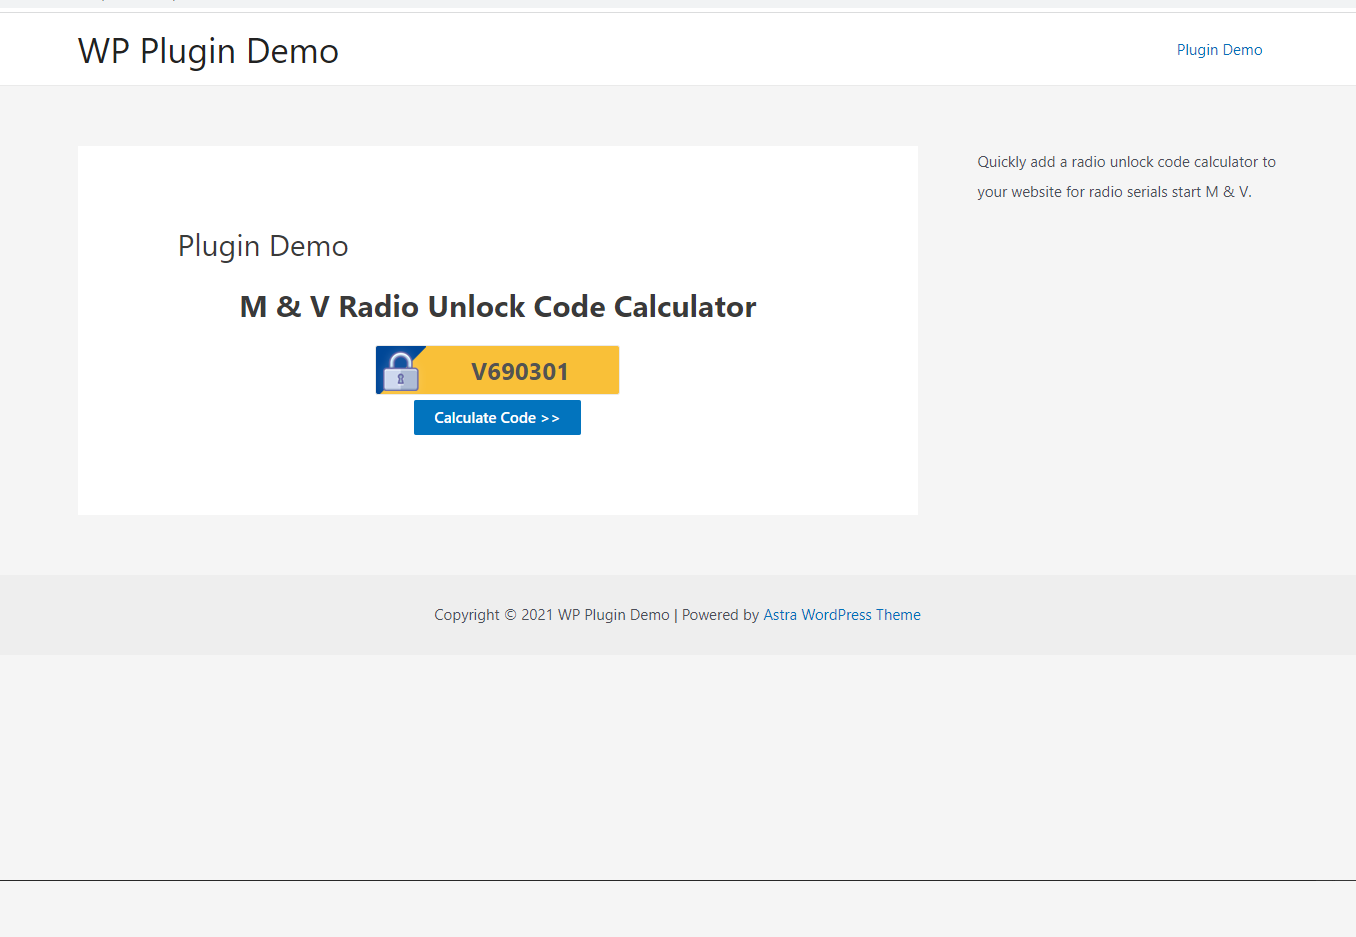 WP Plugin Demo
Plugin Demo
Quickly add a radio unlock code calculator to
your website for radio serials start M & V.
Plugin Demo
M & V Radio Unlock Code Calculator
V690301
Calculate Code >>
Copyright © 2021 WP Plugin Demo | Powered by Astra WordPress Theme